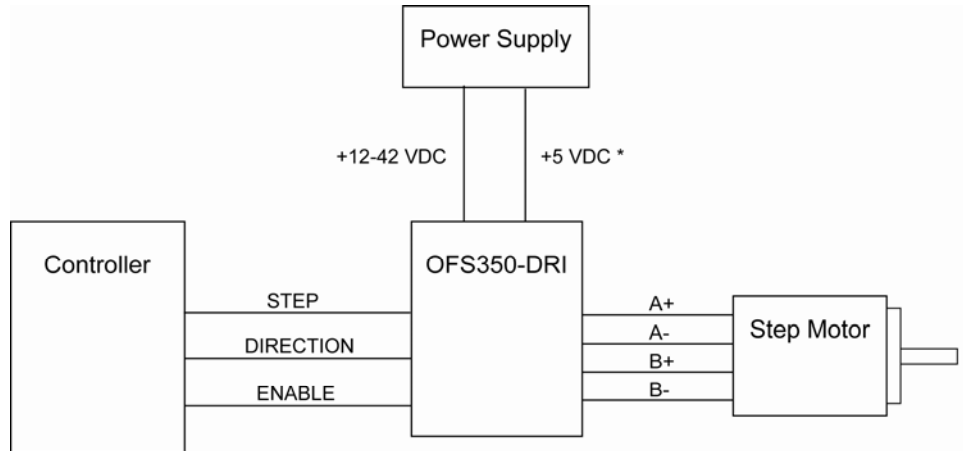 Power Supply
+12-42 VDC
+5 VDC *
Controller
OFS350-DRI
STEP
DIRECTION
ENABLE
A+
A-
B+
B-
Step Motor